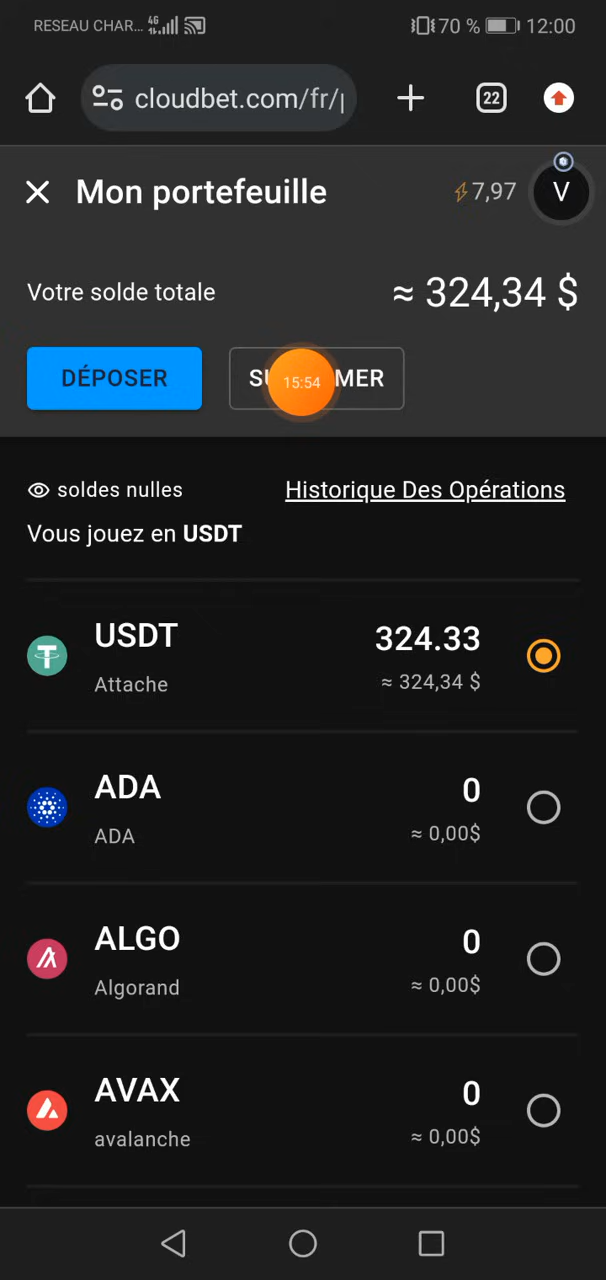 RESEAU CHAR... 4G 70 % 12:00
cloudbet.com/fr/ 22
Mon portefeuille 7,97 V
Votre solde totale ≈ 324,34 $
DÉPOSER 15:54 MER
soldes nulles Historique Des Opérations
Vous jouez en USDT
USDT 324.33
Attache ≈ 324,34 $
ADA 0
ADA ≈ 0,00$
ALGO 0
Algorand ≈ 0,00$
AVAX 0
avalanche ≈ 0,00$